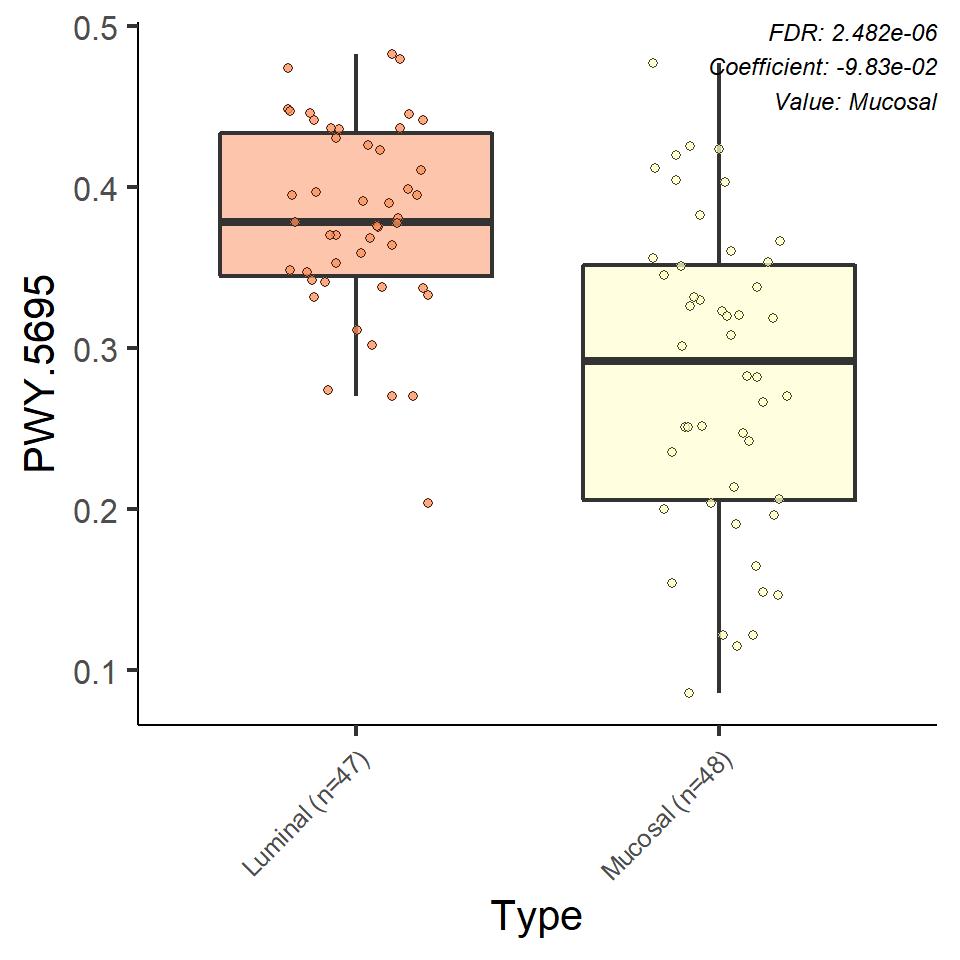 FDR: 2.482e-06
Coefficient: -9.83e-02
Value: Mucosal
PWY.5695
0.5
0.4
0.3
0.2
0.1
Luminal (n=47)
Mucosal (n=48)
Type